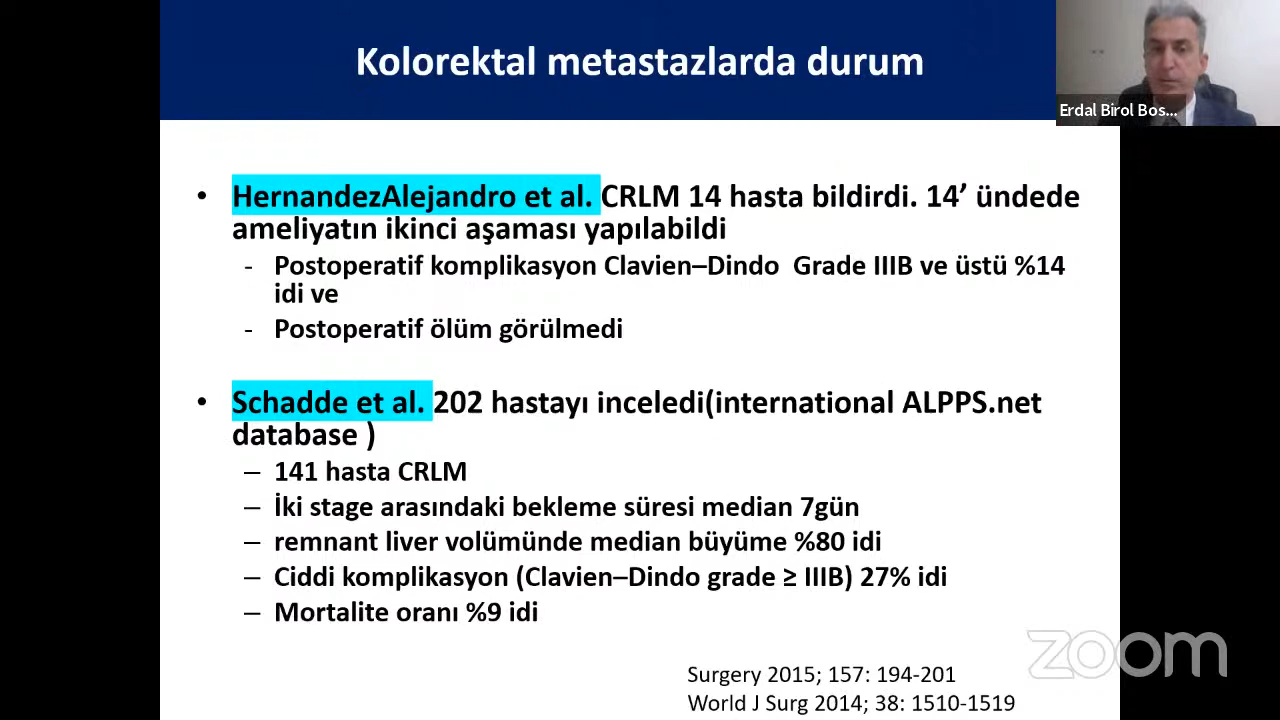 Kolorektal metastazlarda durum
Erdal Birol Bos...
• HernandezAlejandro et al. CRLM 14 hasta bildirdi. 14’ ündede
ameliyatın ikinci aşaması yapılabildi
- Postoperatif komplikasyon Clavien–Dindo Grade IIIB ve üstü %14
idi ve
- Postoperatif ölüm görülmedi
• Schadde et al. 202 hastayı inceledi(international ALPPS.net
database )
– 141 hasta CRLM
– İki stage arasındaki bekleme süresi median 7gün
– remnant liver volümünde median büyüme %80 idi
– Ciddi komplikasyon (Clavien–Dindo grade ≥ IIIB) 27% idi
– Mortalite oranı %9 idi
zoom
Surgery 2015; 157: 194-201
World J Surg 2014; 38: 1510-1519